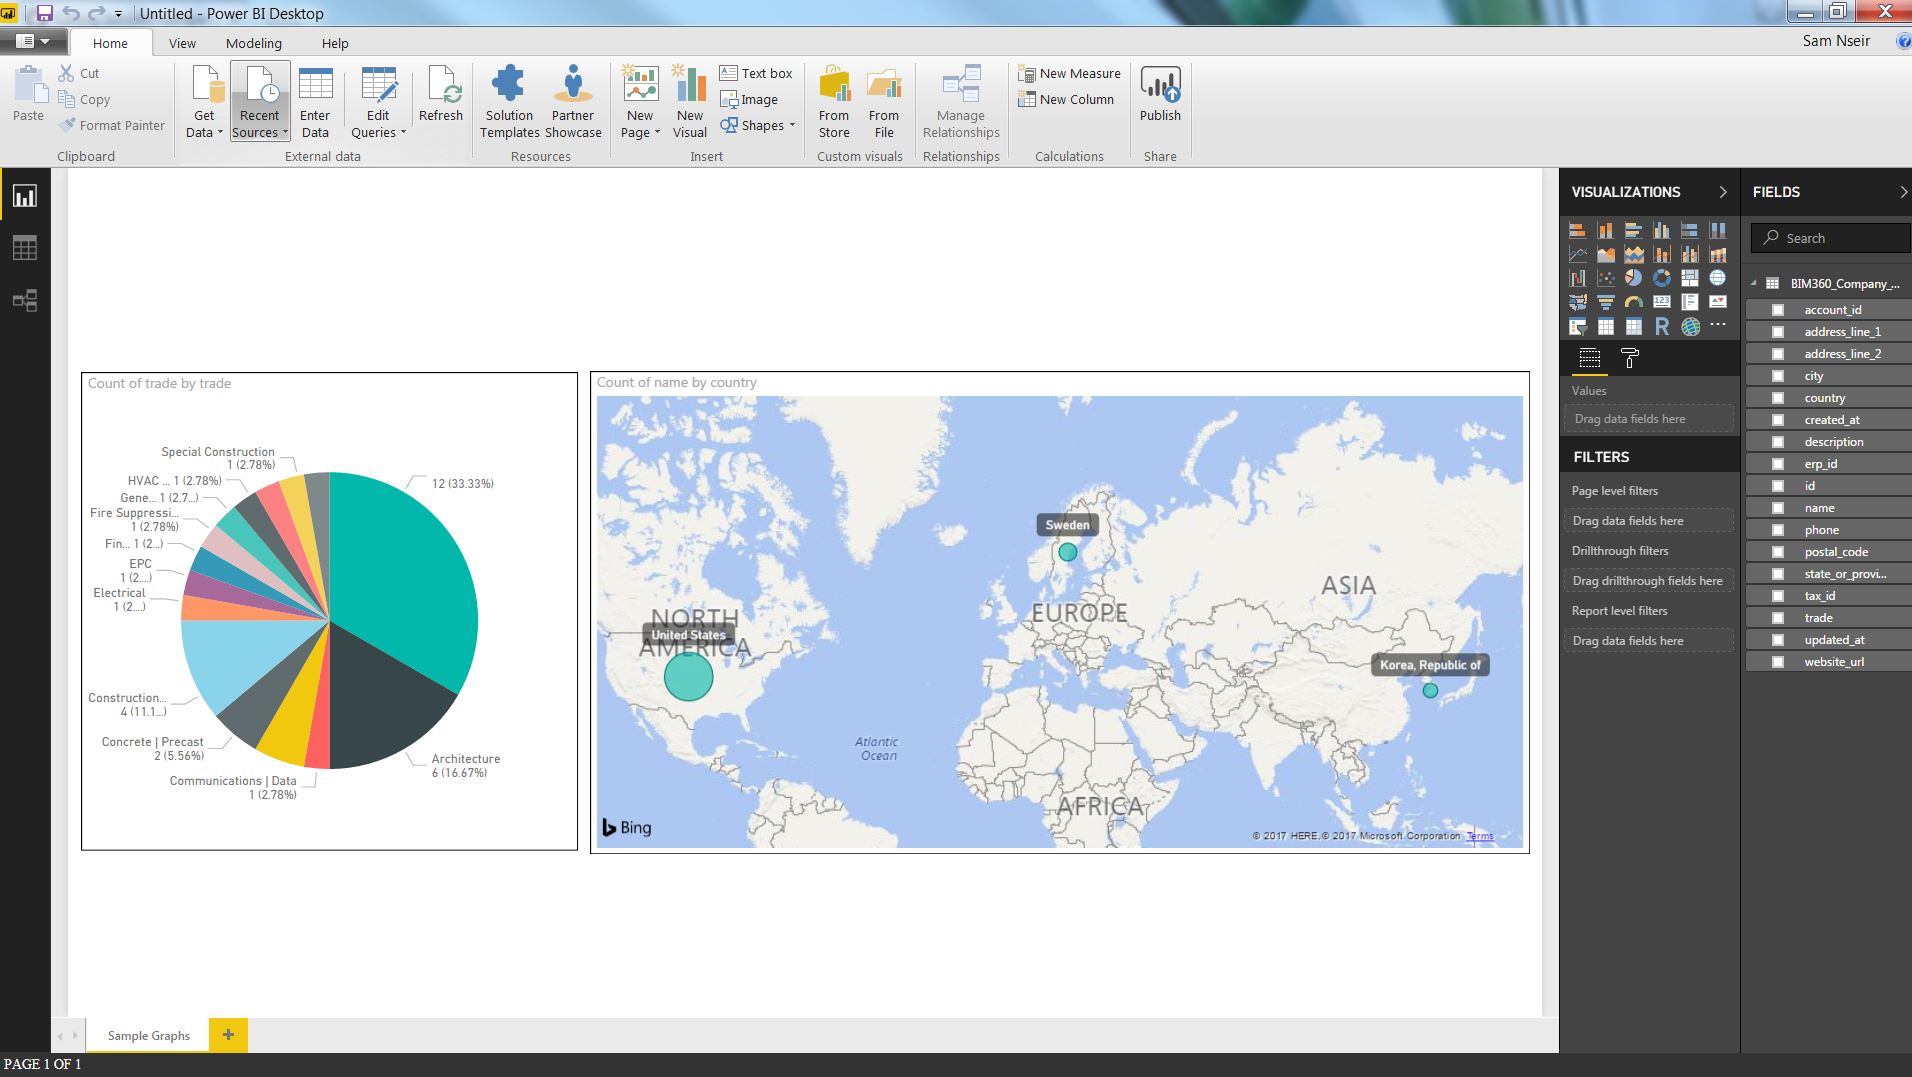 Untitled - Power BI Desktop
Home
View
Modeling
Help
Sam Nseir
Paste
Cut
Copy
Format Painter
Clipboard
Get
Data
Recent
Sources
Enter
Data
Edit
Queries
Refresh
External data
Solution
Templates
Partner
Showcase
Resources
New
Page
New
Visual
Text box
Image
Shapes
Insert
From
Store
From
File
Custom visuals
Manage
Relationships
Relationships
New Measure
New Column
Calculations
Publish
Share
Count of trade by trade
Special Construction
1 (2.78%)
HVAC ... 1 (2.78%)
Gene... 1 (2.7...)
Fire Suppressi...
1 (2.78%)
Fin... 1 (2...)
EPC
1 (2....)
Electrical
1 (2....)
Construction...
4 (11.1...)
Concrete | Precast
2 (5.56%)
Communications | Data
1 (2.78%)
12 (33.33%)
Architecture
6 (16.67%)
Count of name by country
Sweden
ASIA
EUROPE
NORTH
United States
AMERICA
Korea, Republic of
Atlantic
Ocean
AFRICA
Bing
© 2017 HERE,© 2017 Microsoft Corporation Terms
VISUALIZATIONS
123
R
Values
Drag data fields here
FILTERS
Page level filters
Drag data fields here
Drillthrough filters
Drag drillthrough fields here
Report level filters
Drag data fields here
FIELDS
Search
BIM360_Company_...
account_id
address_line_1
address_line_2
city
country
created_at
description
erp_id
id
name
phone
postal_code
state_or_provi...
tax_id
trade
updated_at
website_url
Sample Graphs
PAGE 1 OF 1